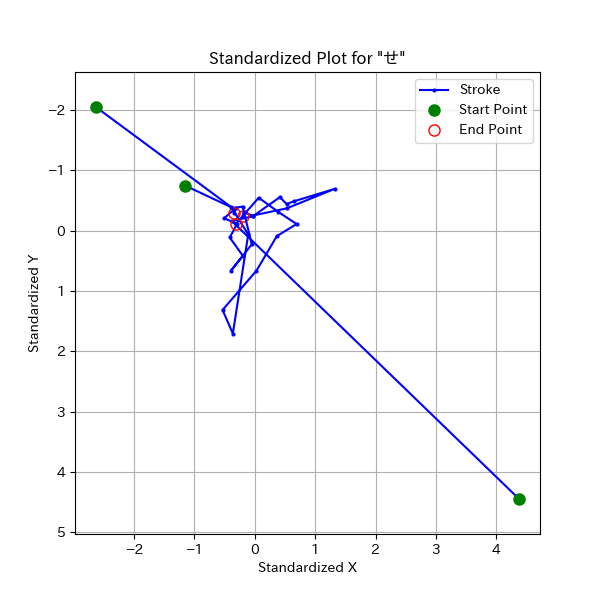 Standardized Plot for "せ"
Stroke
Start Point
End Point
−2
−1
0
1
2
3
4
5
Standardized Y
−2 −1 0 1 2 3 4
Standardized X